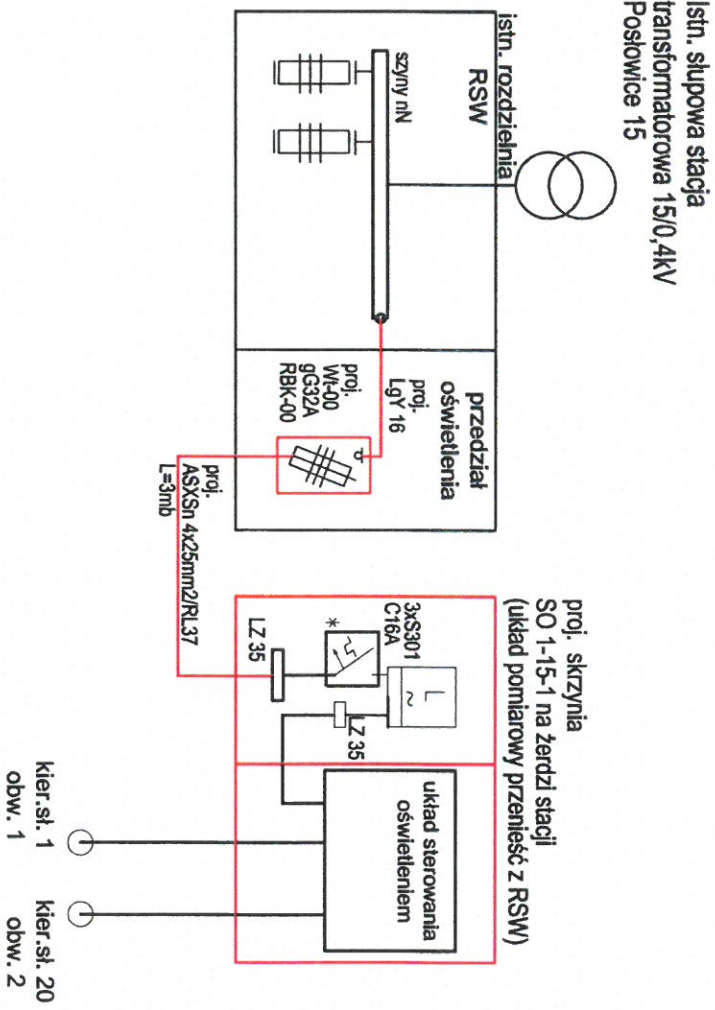 Istn. słupowa stacja
transformatorowa 15/0,4kV
Posłowice 15
istn. rozdzielnia
RSW
szyny nN
przedział
oświetlenia
proj.
LgY 16
proj.
Wt-00
gG32A
RBK-00
proj.
ASXSn 4x25mm2/RL37
L=3mb
proj. skrzynia
SO 1-15-1 na żerdzi stacji
(układ pomiarowy przenieść z RSW)
3xS301
C16A
*
L
~
LZ 35
LZ 35
układ sterowania
oświetleniem
kier.sł. 1
obw. 1
kier.sł. 20
obw. 2